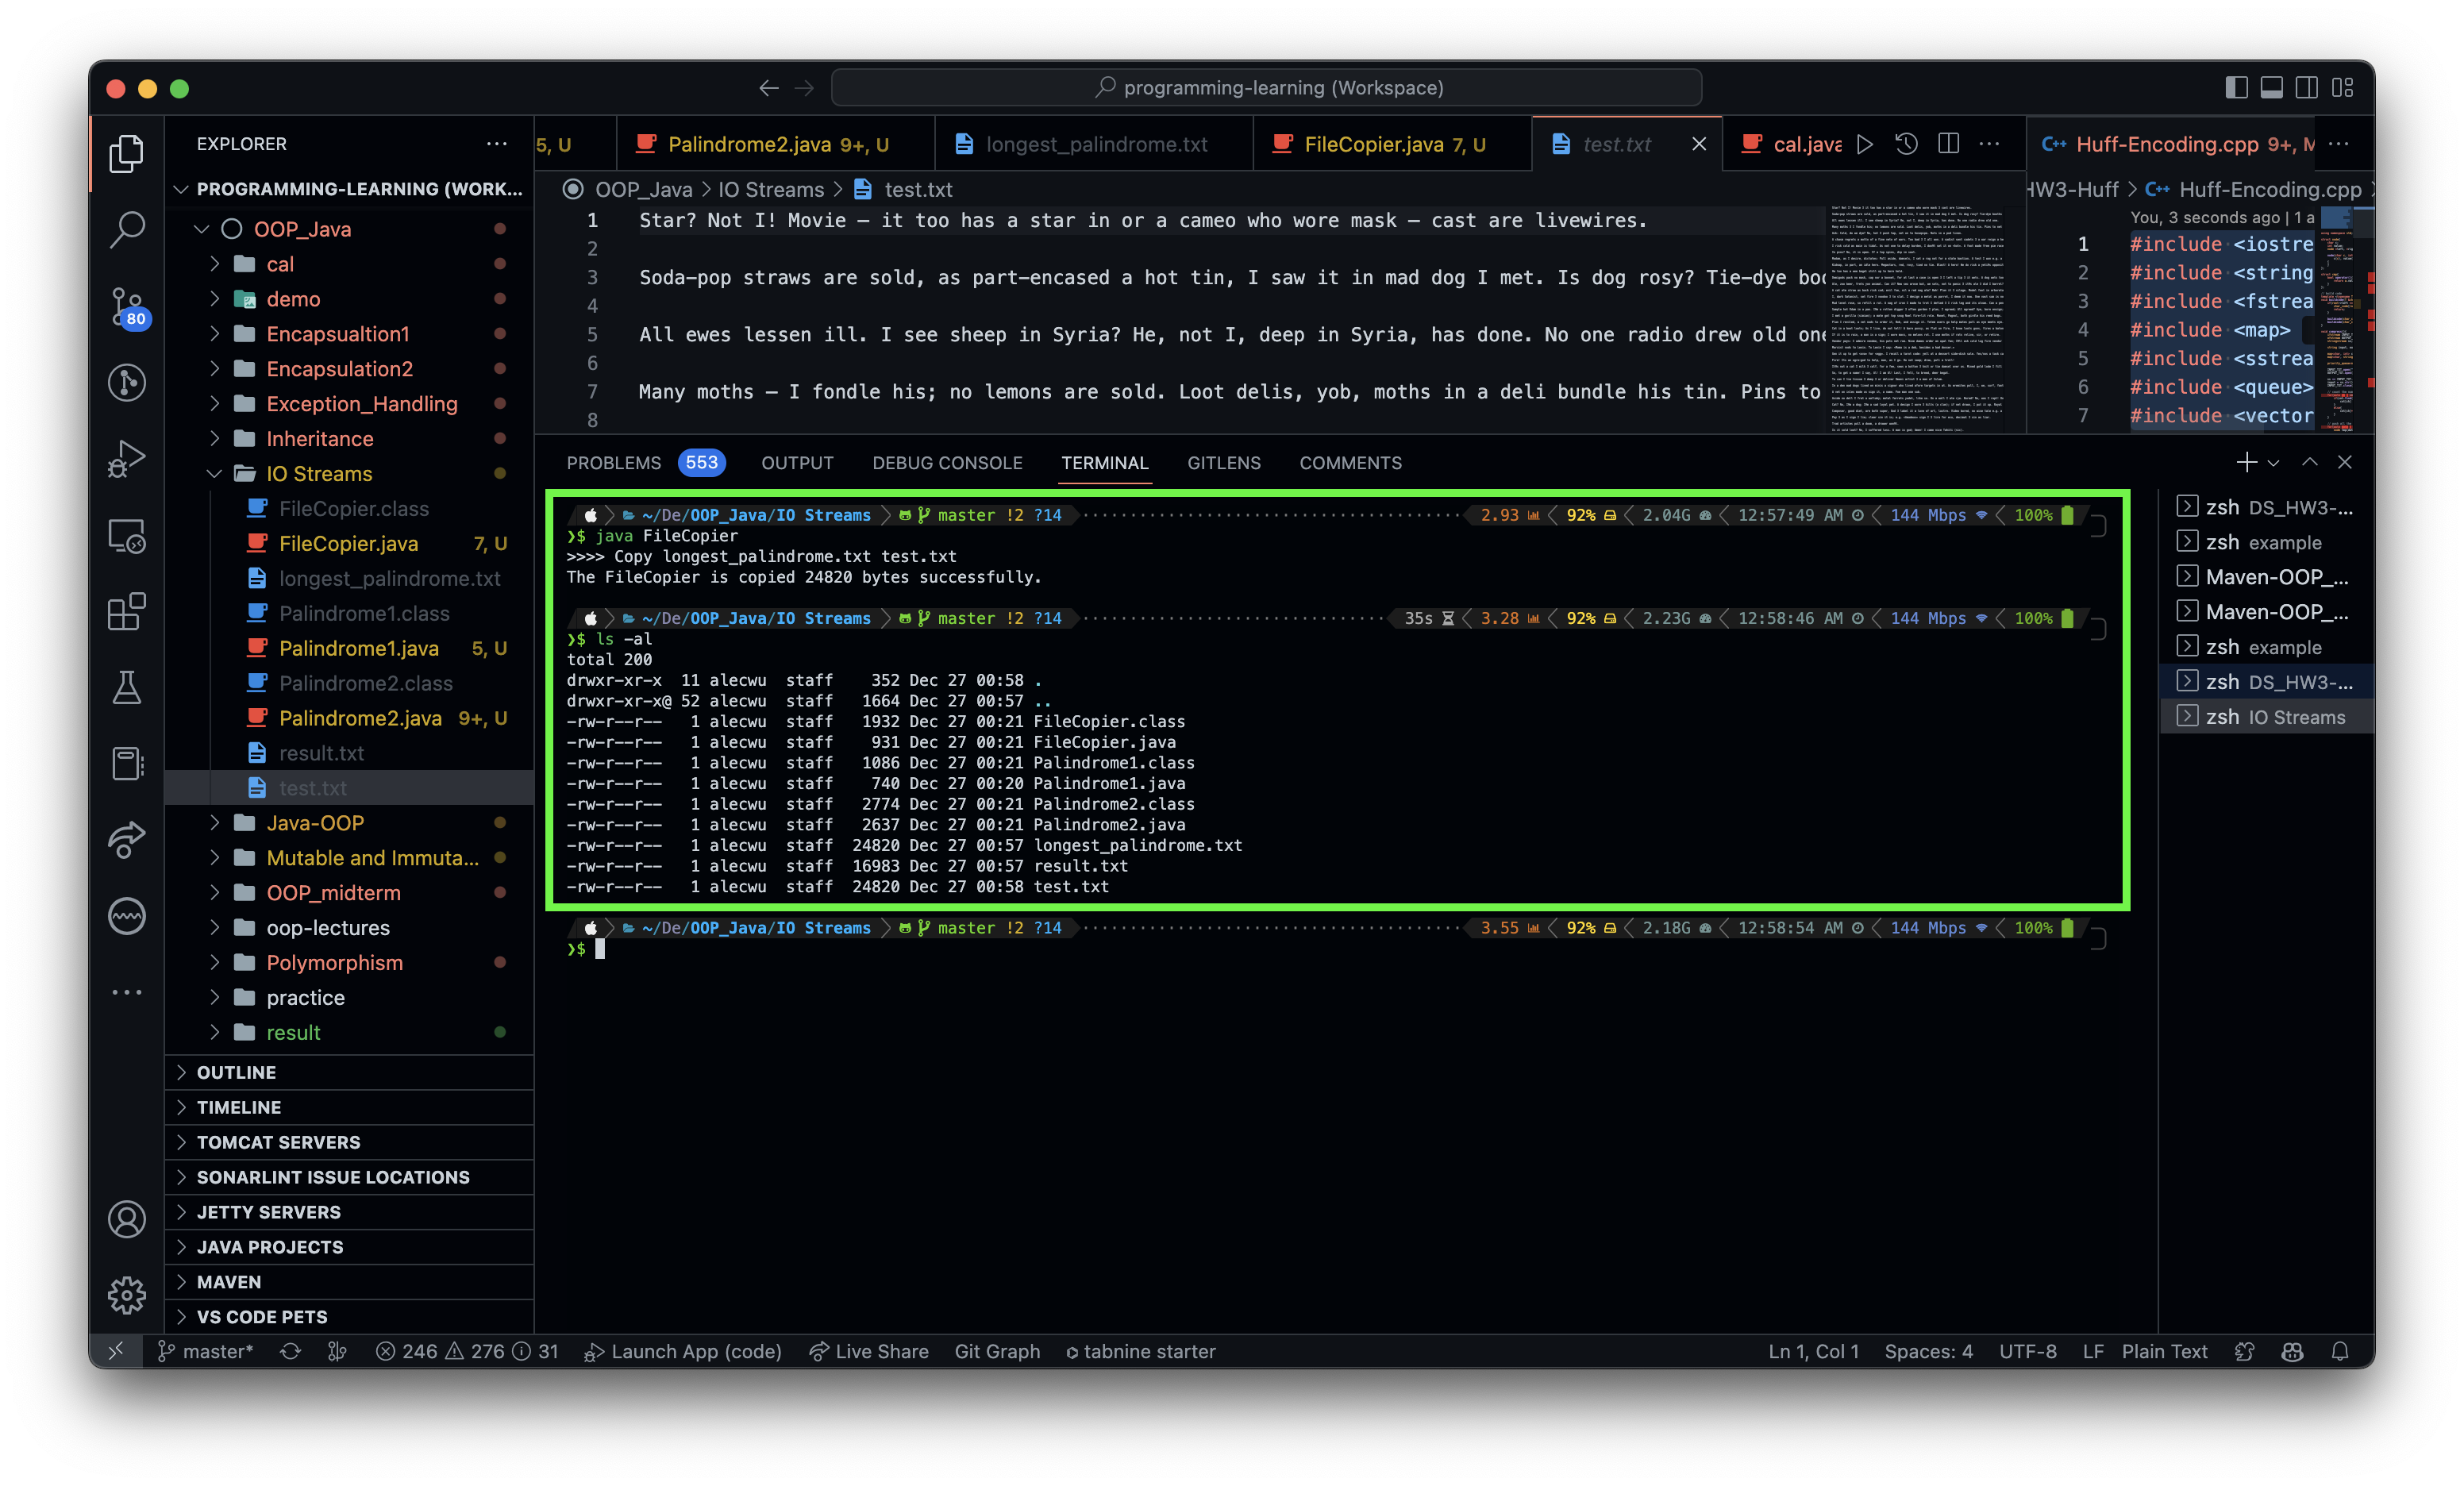 programming-learning (Workspace)
EXPLORER
PROGRAMMING-LEARNING (WORK...
OOP_Java
cal
demo
Encapsualtion1
Encapsulation2
Exception_Handling
Inheritance
IO Streams
FileCopier.class
FileCopier.java 7, U
longest_palindrome.txt
Palindrome1.class
Palindrome1.java 5, U
Palindrome2.class
Palindrome2.java 9+, U
result.txt
test.txt
Java-OOP
Mutable and Immuta...
OOP_midterm
oop-lectures
Polymorphism
practice
result
OUTLINE
TIMELINE
TOMCAT SERVERS
SONARLINT ISSUE LOCATIONS
JETTY SERVERS
JAVA PROJECTS
MAVEN
VS CODE PETS
80
5, U Palindrome2.java 9+, U longest_palindrome.txt FileCopier.java 7, U test.txt cal.java
OOP_Java > IO Streams > test.txt
1 Star? Not I! Movie – it too has a star in or a cameo who wore mask – cast are livewires.
2
3 Soda-pop straws are sold, as part-encased a hot tin, I saw it in mad dog I met. Is dog rosy? Tie-dye
4
5 All ewes lessen ill. I see sheep in Syria? He, not I, deep in Syria, has done. No one radio drew old
6
7 Many moths – I fondle his; no lemons are sold. Loot delis, yob, moths in a deli bundle his tin. Pins to
8
C++ Huff-Encoding.cpp 9+, M
HW3-Huff > C++ Huff-Encoding.cpp
You, 3 seconds ago | 1 a
1 #include <iostre
2 #include <string
3 #include <fstrea
4 #include <map>
5 #include <sstrea
6 #include <queue>
7 #include <vector
PROBLEMS 553 OUTPUT DEBUG CONSOLE TERMINAL GITLENS COMMENTS
~/De/OOP_Java/IO Streams master !2 ?14 2.93 92% 2.04G 12:57:49 AM 144 Mbps 100%
❯$ java FileCopier
>>>> Copy longest_palindrome.txt test.txt
The FileCopier is copied 24820 bytes successfully.
~/De/OOP_Java/IO Streams master !2 ?14 35s 3.28 92% 2.23G 12:58:46 AM 144 Mbps 100%
❯$ ls -al
total 200
drwxr-xr-x 11 alecwu staff 352 Dec 27 00:58 .
drwxr-xr-x@ 52 alecwu staff 1664 Dec 27 00:57 ..
-rw-r--r-- 1 alecwu staff 1932 Dec 27 00:21 FileCopier.class
-rw-r--r-- 1 alecwu staff 931 Dec 27 00:21 FileCopier.java
-rw-r--r-- 1 alecwu staff 1086 Dec 27 00:21 Palindrome1.class
-rw-r--r-- 1 alecwu staff 740 Dec 27 00:20 Palindrome1.java
-rw-r--r-- 1 alecwu staff 2774 Dec 27 00:21 Palindrome2.class
-rw-r--r-- 1 alecwu staff 2637 Dec 27 00:21 Palindrome2.java
-rw-r--r-- 1 alecwu staff 24820 Dec 27 00:57 longest_palindrome.txt
-rw-r--r-- 1 alecwu staff 16983 Dec 27 00:57 result.txt
-rw-r--r-- 1 alecwu staff 24820 Dec 27 00:58 test.txt
~/De/OOP_Java/IO Streams master !2 ?14 3.55 92% 2.18G 12:58:54 AM 144 Mbps 100%
❯$
zsh DS_HW3-...
zsh example
Maven-OOP_...
Maven-OOP_...
zsh example
zsh DS_HW3-...
zsh IO Streams
master* 246 276 31 Launch App (code) Live Share Git Graph tabnine starter Ln 1, Col 1 Spaces: 4 UTF-8 LF Plain Text